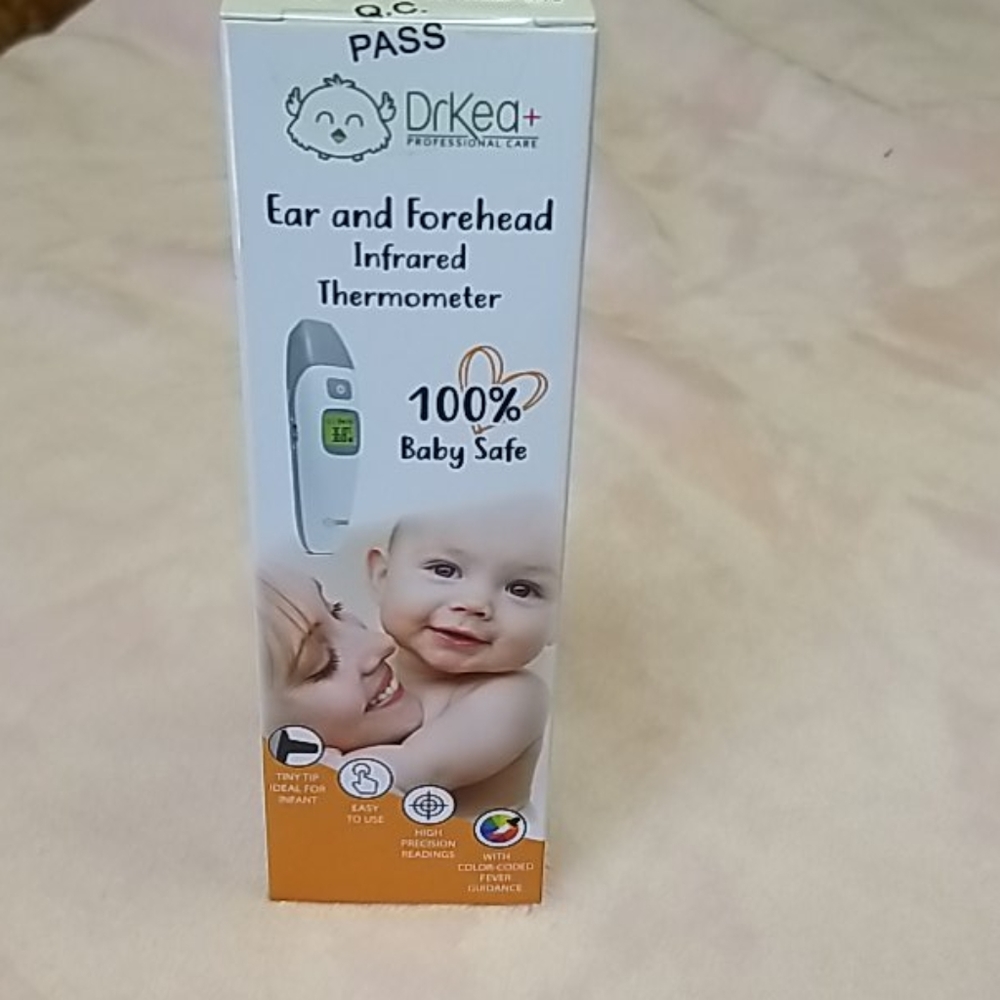 Q.C.
PASS
DrKea+
PROFESSIONAL CARE
Ear and Forehead
Infrared
Thermometer
100%
Baby Safe
TINY TIP
IDEAL FOR
INFANT
EASY
TO USE
HIGH
PRECISION
READINGS
WITH
COLOR-CODED
FEVER
GUIDANCE